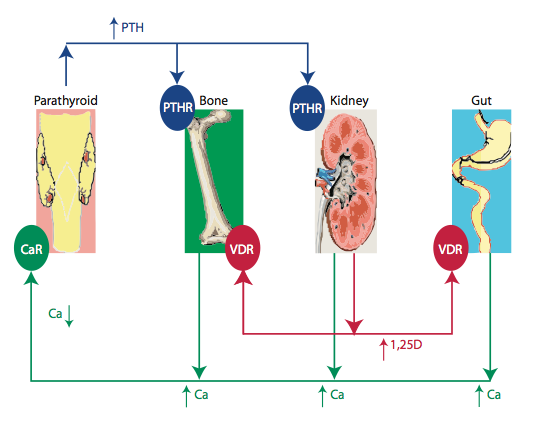 PTH
Parathyroid
Bone
Kidney
Gut
PTHR
PTHR
CaR
VDR
VDR
Ca
1,25D
Ca
Ca
Ca